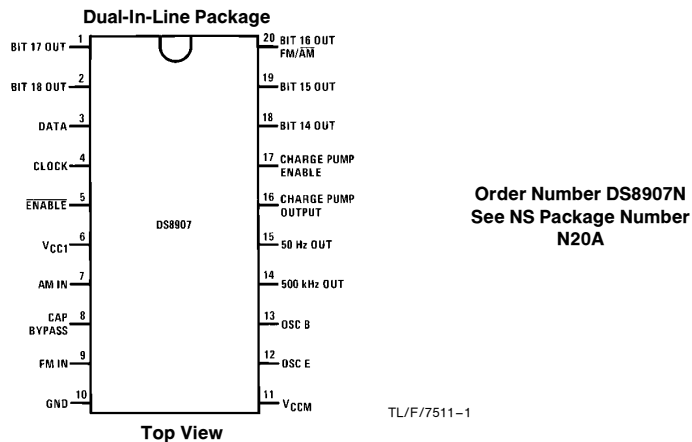 Dual-In-Line Package
BIT 17 OUT 1
BIT 18 OUT 2
DATA 3
CLOCK 4
ENABLE 5
VCC1 6
AM IN 7
CAP BYPASS 8
FM IN 9
GND 10
DS8907
20 BIT 16 OUT
FM/AM
19 BIT 15 OUT
18 BIT 14 OUT
17 CHARGE PUMP
ENABLE
16 CHARGE PUMP
OUTPUT
15 50 Hz OUT
14 500 kHz OUT
13 OSC B
12 OSC E
11 VCCM
Top View
TL/F/7511–1
Order Number DS8907N
See NS Package Number
N20A